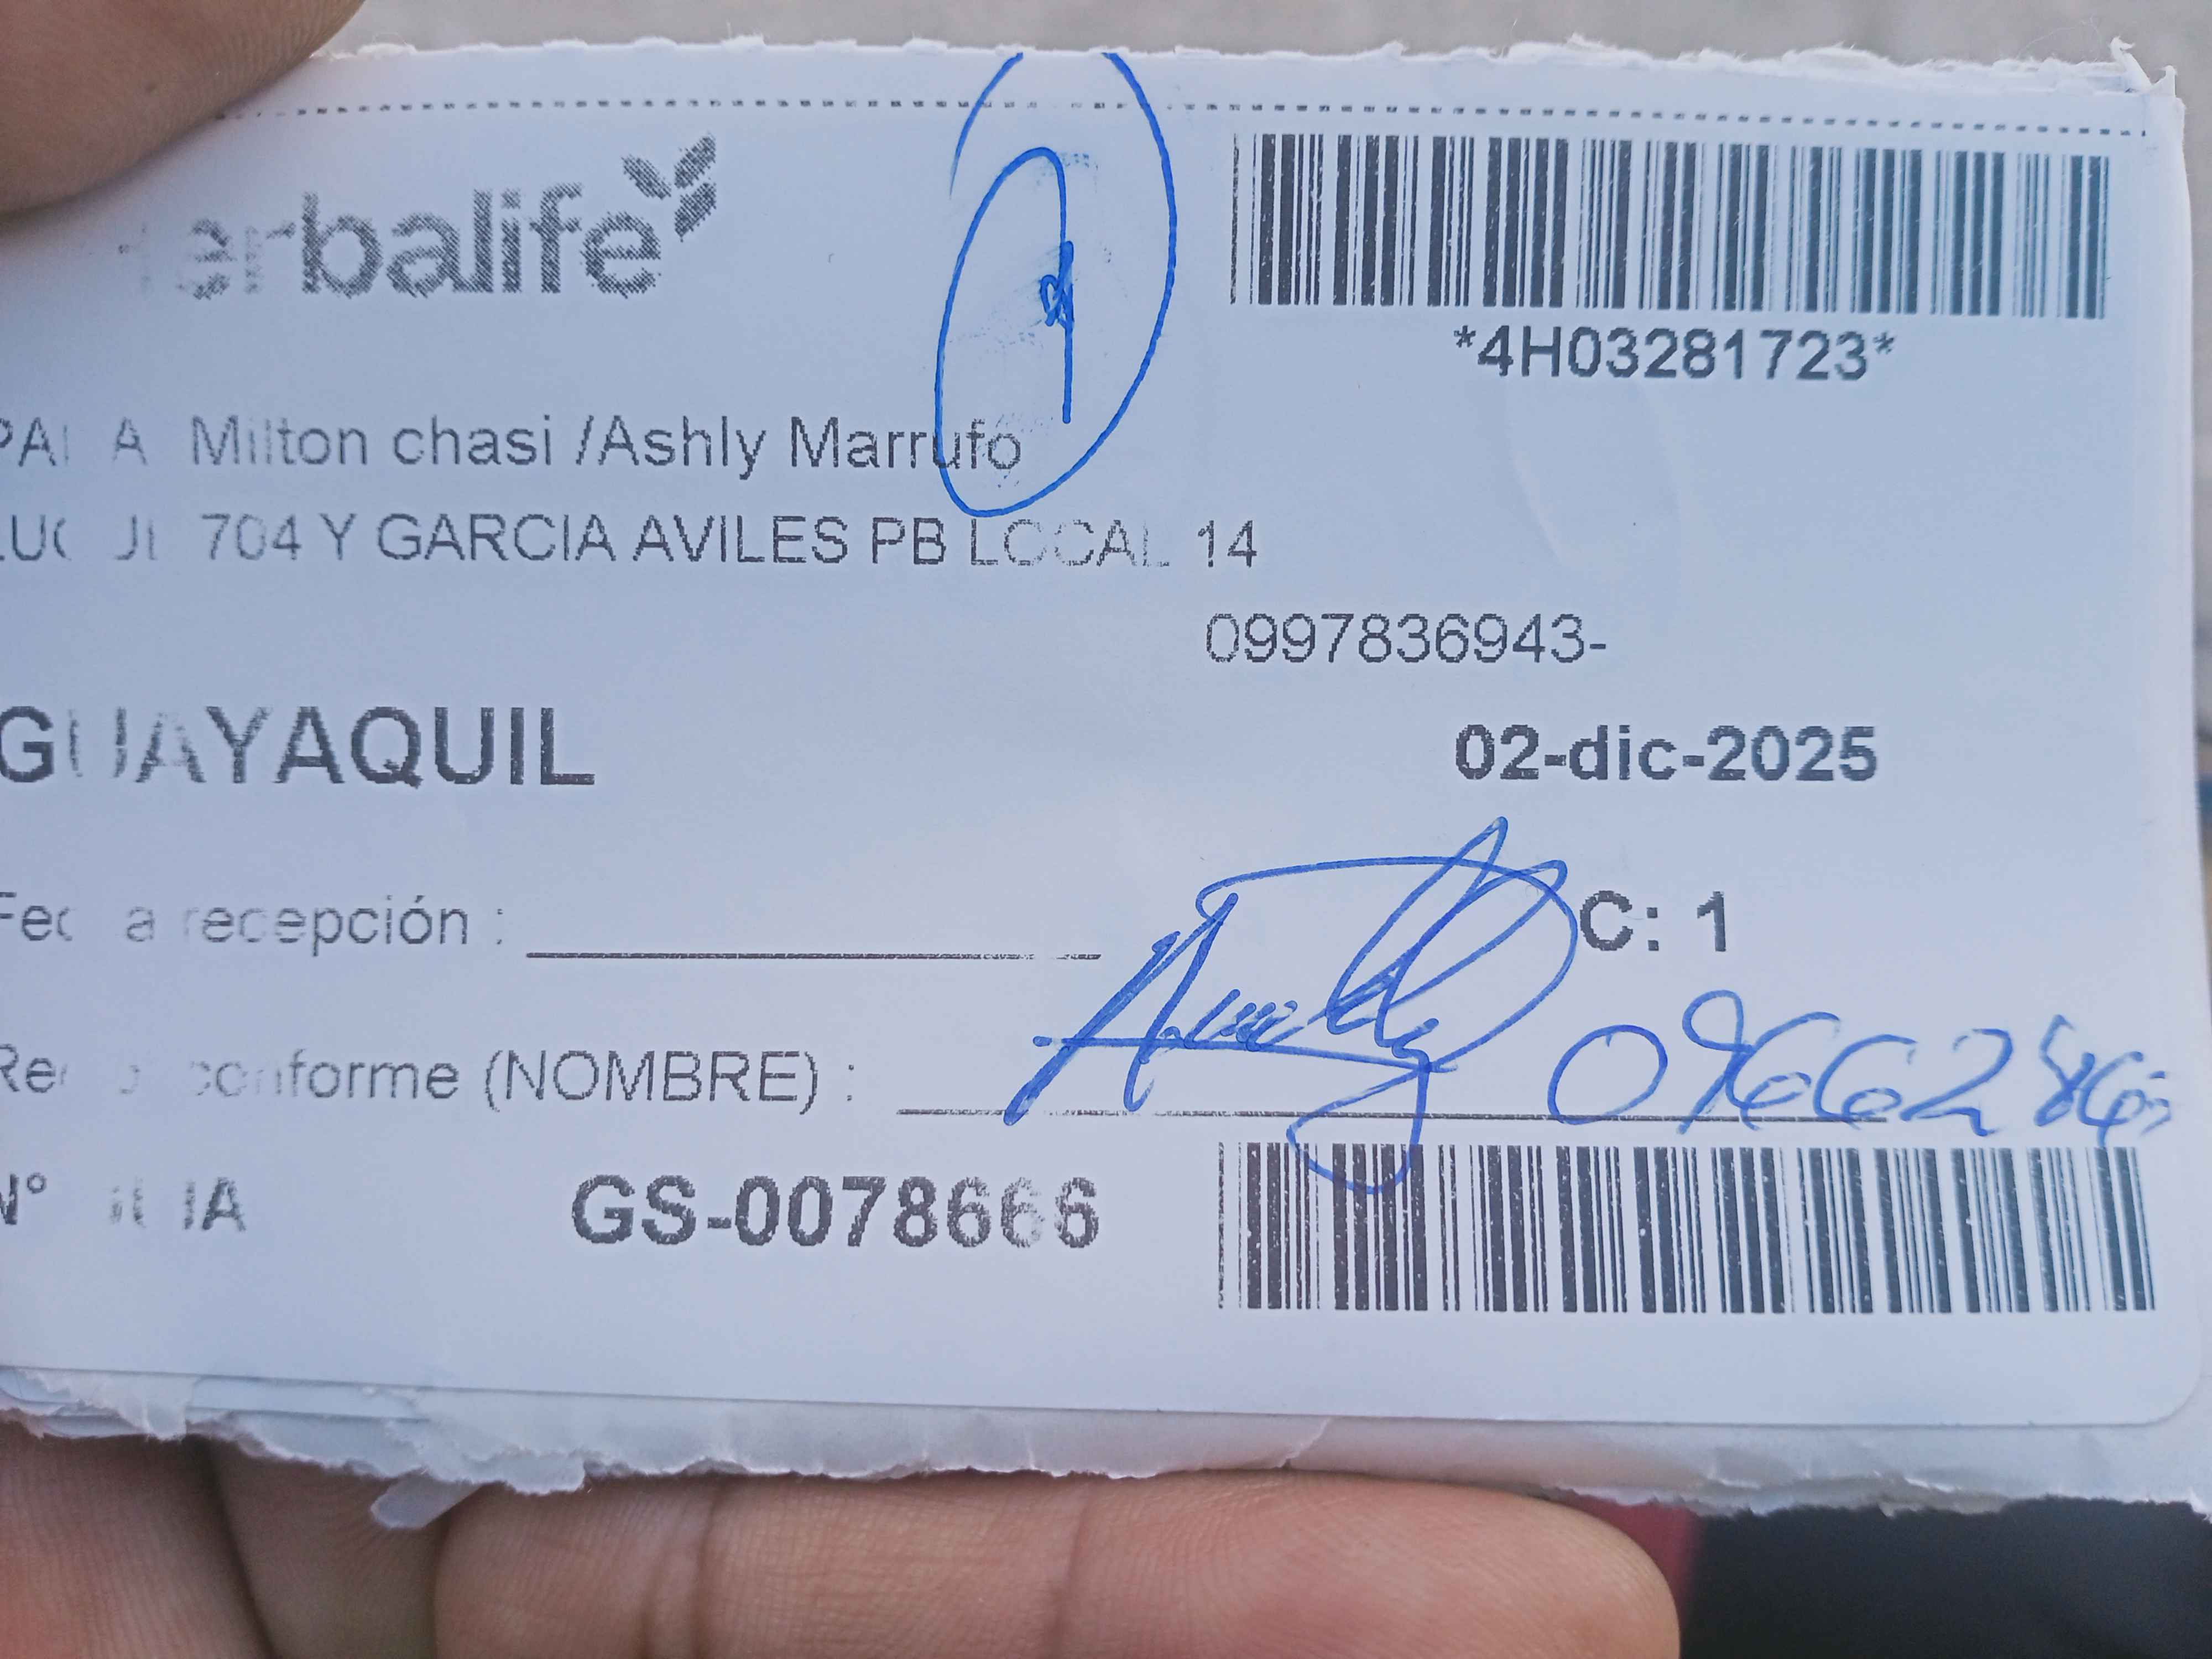 erbalife
*4H03281723*
Milton chasi /Ashly Marrufo
704 Y GARCIA AVILES PB LOCAL 14
0997836943-
GUAYAQUIL
02-dic-2025
recepción :
C: 1
conforme (NOMBRE) :
N°
GS-0078666